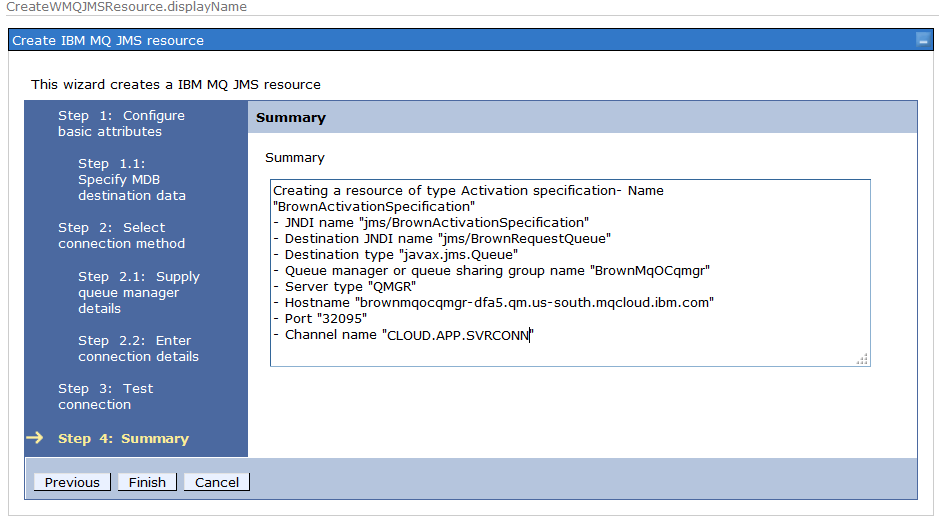 CreateWMQJMSResource.displayName
Create IBM MQ JMS resource
This wizard creates a IBM MQ JMS resource
Step 1: Configure
basic attributes
Step 1.1:
Specify MDB
destination data
Step 2: Select
connection method
Step 2.1: Supply
queue manager
details
Step 2.2: Enter
connection details
Step 3: Test
connection
Step 4: Summary
Summary
Summary
Creating a resource of type Activation specification- Name
"BrownActivationSpecification"
- JNDI name "jms/BrownActivationSpecification"
- Destination JNDI name "jms/BrownRequestQueue"
- Destination type "javax.jms.Queue"
- Queue manager or queue sharing group name "BrownMqOCqmgr"
- Server type "QMGR"
- Hostname "brownmqocqmgr-dfa5.qm.us-south.mqcloud.ibm.com"
- Port "32095"
- Channel name "CLOUD.APP.SVRCONN"
Previous
Finish
Cancel